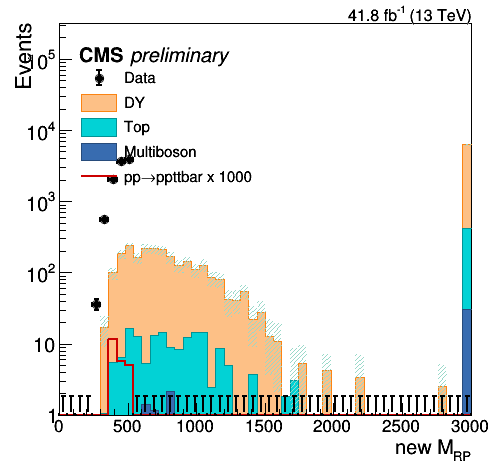 41.8 fb⁻¹ (13 TeV)
Events
CMS preliminary
Data
DY
Top
Multiboson
pp→ppttbar x 1000
10⁵
10⁴
10³
10²
10
1
0 500 1000 1500 2000 2500 3000
new M_RP